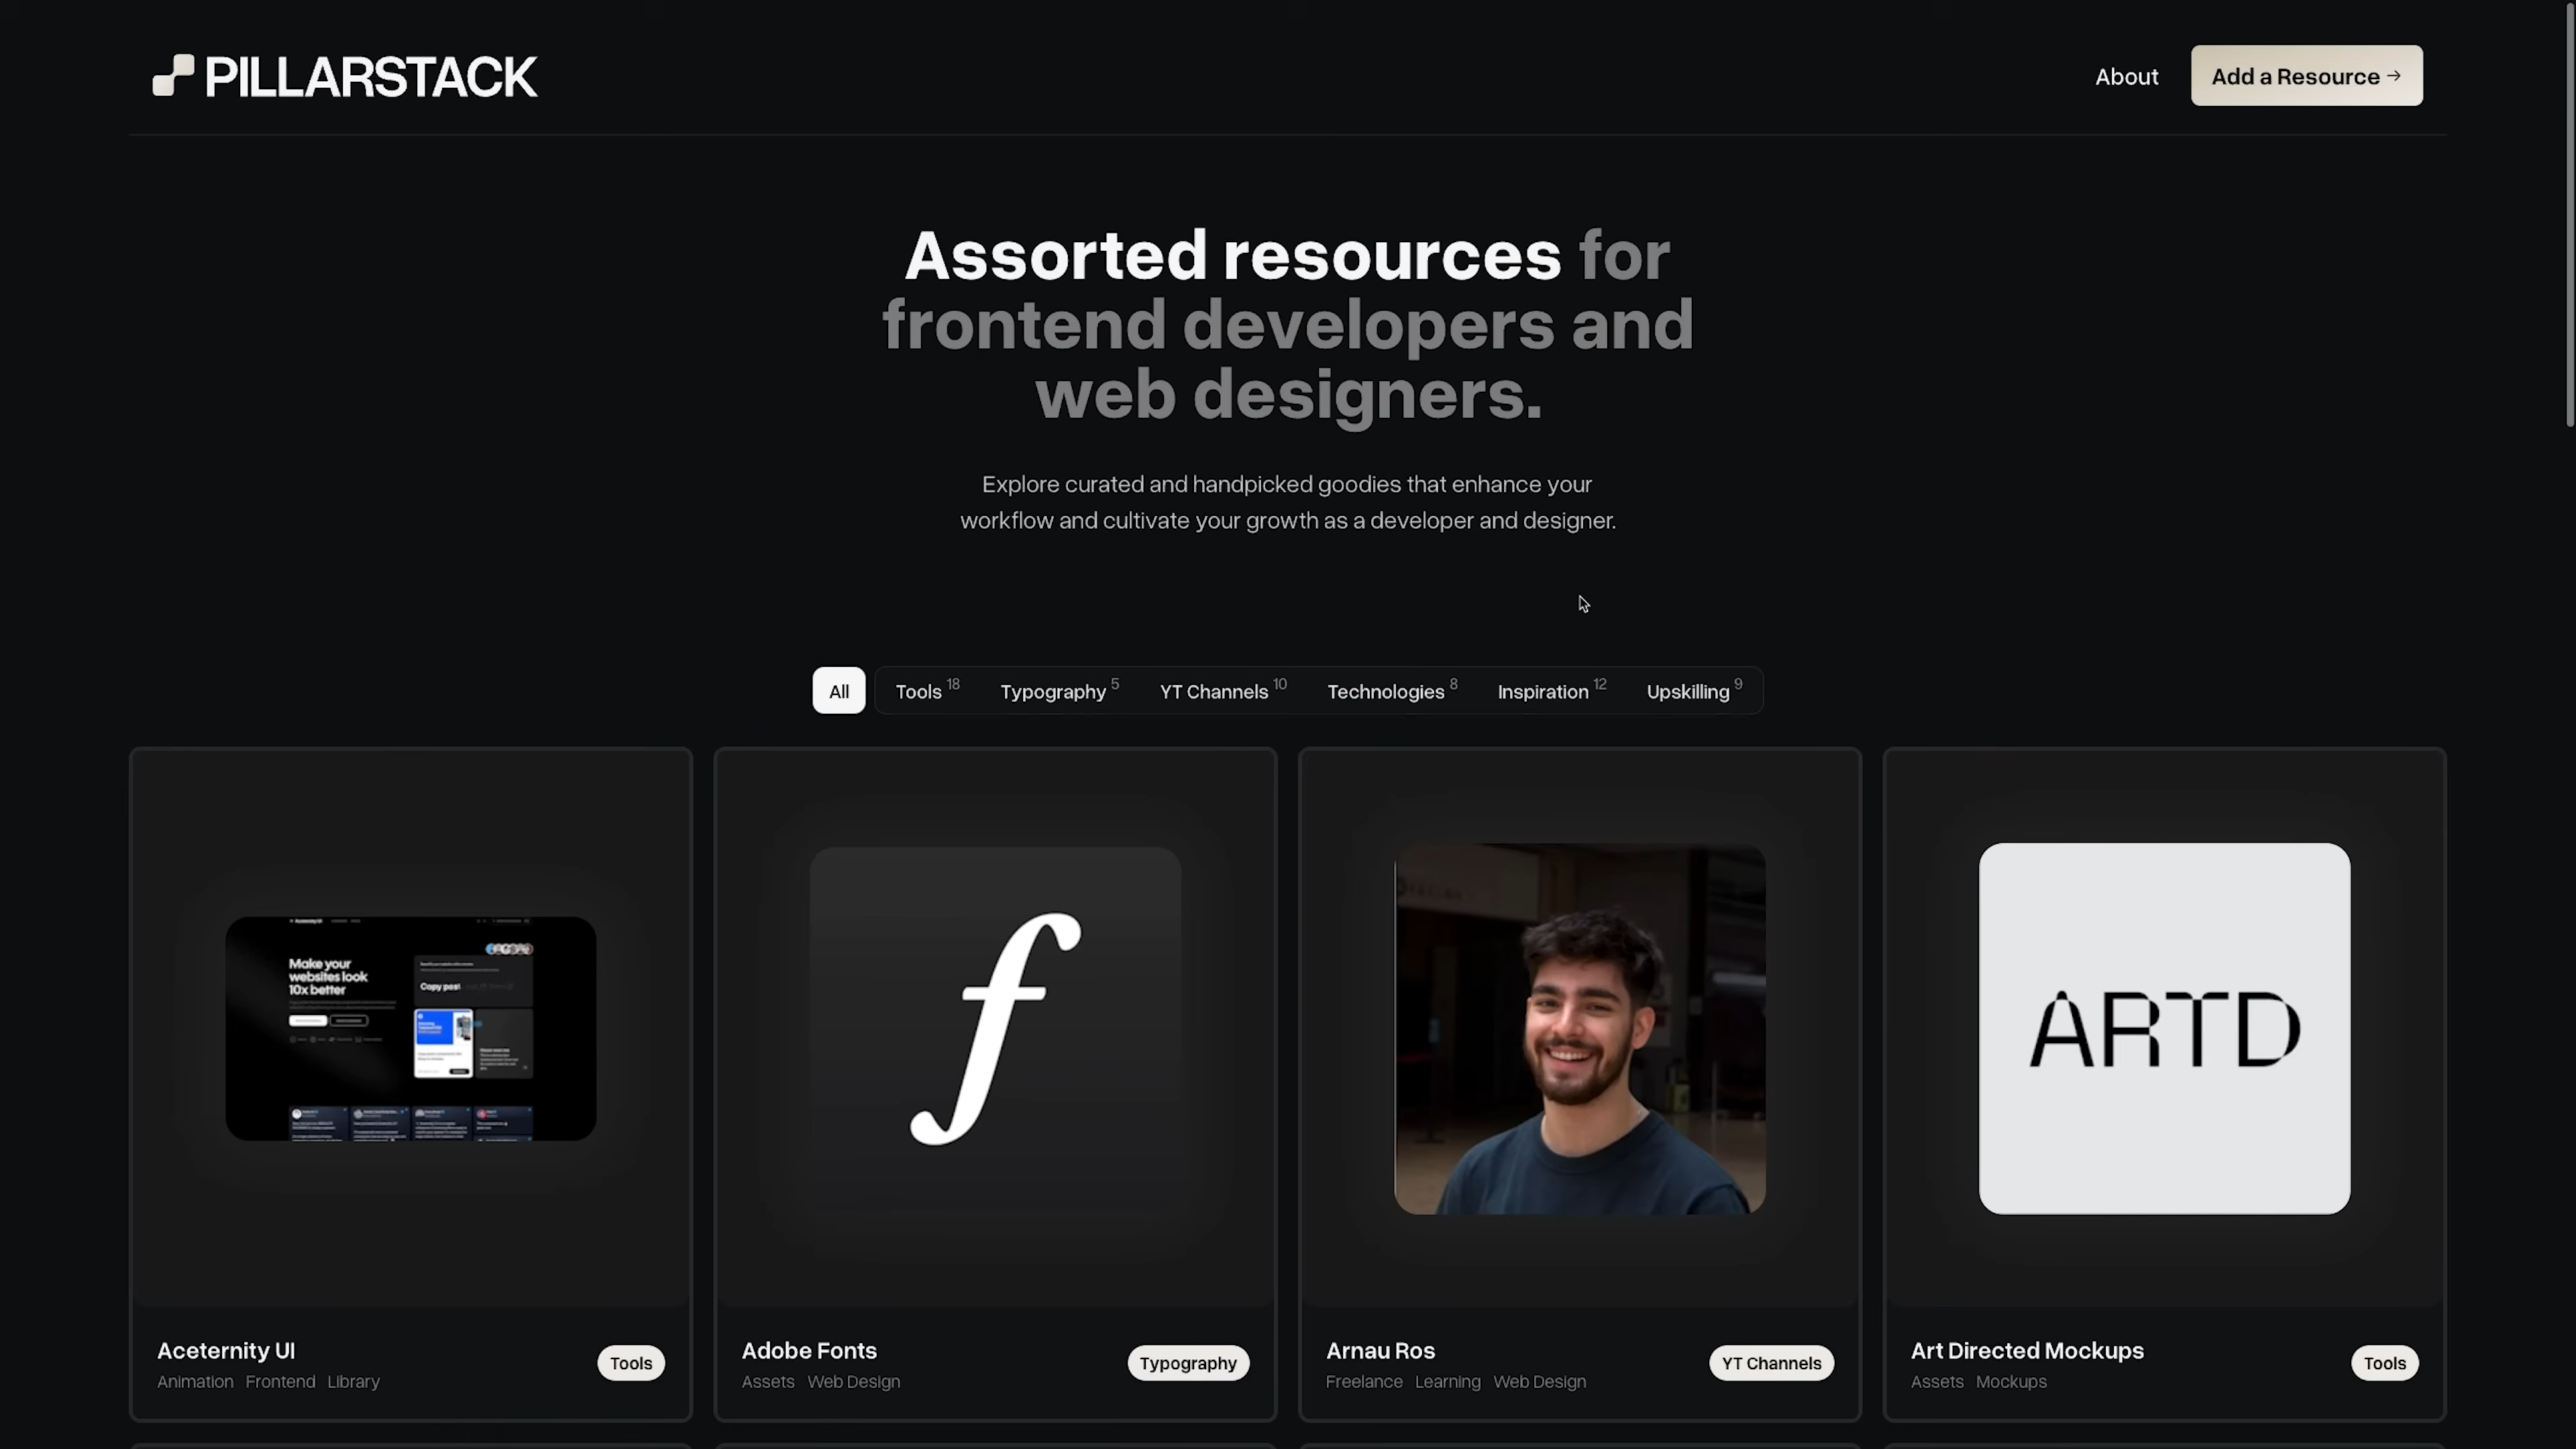 PILLARSTACK
About
Add a Resource →
Assorted resources for
frontend developers and
web designers.
Explore curated and handpicked goodies that enhance your
workflow and cultivate your growth as a developer and designer.
All
Tools 18
Typography 5
YT Channels 10
Technologies 8
Inspiration 12
Upskilling 9
Make your
websites look
10x better
f
ARTD
Aceternity UI
Animation Frontend Library
Tools
Adobe Fonts
Assets Web Design
Typography
Arnau Ros
Freelance Learning Web Design
YT Channels
Art Directed Mockups
Assets Mockups
Tools